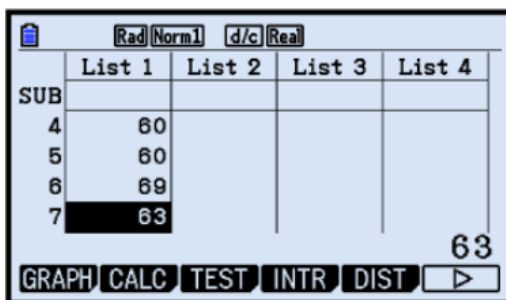 Rad Norm1 d/c Real
List 1 List 2 List 3 List 4
SUB
4 60
5 60
6 69
7 63
63
GRAPH CALC TEST INTR DIST ▷